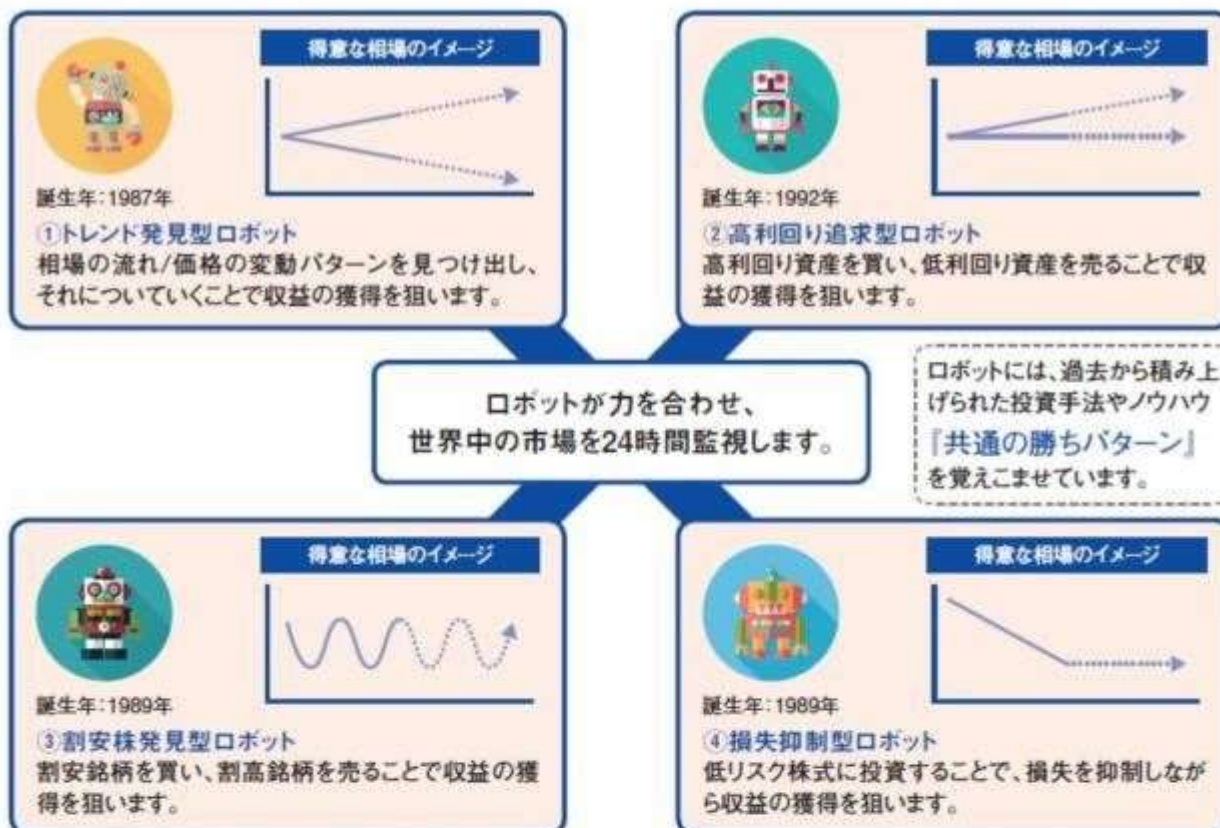 得意な相場のイメージ
誕生年：1987年
①トレンド発見型ロボット
相場の流れ/価格の変動パターンを見つけ出し、
それについていくことで収益の獲得を狙います。
得意な相場のイメージ
誕生年：1992年
②高利回り追求型ロボット
高利回り資産を買い、低利回り資産を売ることで収
益の獲得を狙います。
ロボットが力を合わせ、
世界中の市場を24時間監視します。
ロボットには、過去から積み上
げられた投資手法やノウハウ
『共通の勝ちパターン』
を覚えこませています。
得意な相場のイメージ
誕生年：1989年
③割安株発見型ロボット
割安銘柄を買い、割高銘柄を売ることで収益の獲
得を狙います。
得意な相場のイメージ
誕生年：1989年
④損失抑制型ロボット
低リスク株式に投資することで、損失を抑制しなが
ら収益の獲得を狙います。